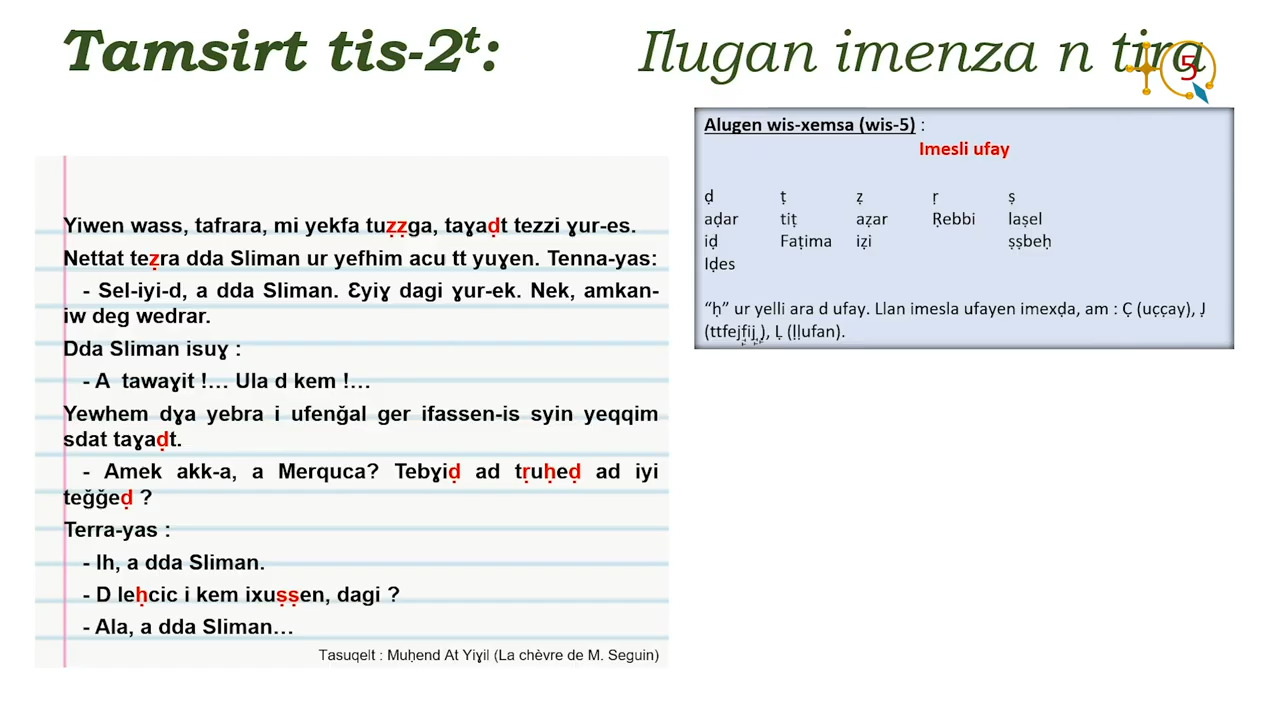 Tamsirt tis-2ᵗ: Ilugan imenza n tira
5
Yiwen wass, tafrara, mi yekfa tuẓẓga, taɣaḍt tezzi ɣur-es.
Nettat teẓra dda Sliman ur yefhim acu tt yuɣen. Tenna-yas:
- Sel-iyi-d, a dda Sliman. Ɛyiɣ dagi ɣur-ek. Nek, amkan-
iw deg wedrar.
Dda Sliman isuɣ :
- A tawaɣit !… Ula d kem !…
Yewhem dɣa yebra i ufenǧal ger ifassen-is syin yeqqim
sdat taɣaḍt.
- Amek akk-a, a Merquca? Tebɣiḍ ad tṛuḥeḍ ad iyi
teǧǧeḍ ?
Terra-yas :
- Ih, a dda Sliman.
- D leḥcic i kem ixuṣṣen, dagi ?
- Ala, a dda Sliman…
Tasuqelt : Muḥend At Yiɣil (La chèvre de M. Seguin)
Alugen wis-xemsa (wis-5) :
Imesli ufay
ḍ ṭ ẓ ṛ ṣ
aḍar tiṭ aẓar Ṛebbi laṣel
iḍ Faṭima iẓi ṣṣbeḥ
Iḍes
“ḥ” ur yelli ara d ufay. Llan imesla ufayen imexḍa, am : C̣ (uc̣c̣ay), J̣
(ttfej̣fij̣ ), Ḷ (ḷḷufan).